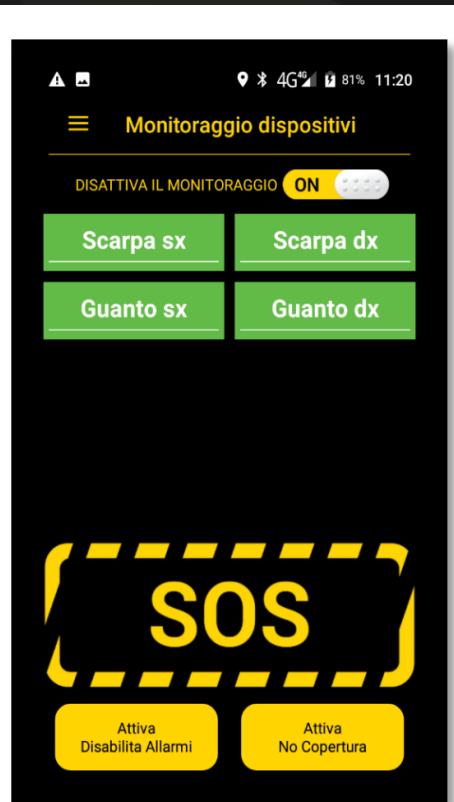 4G 4G 81% 11:20
Monitoraggio dispositivi
DISATTIVA IL MONITORAGGIO ON
Scarpa sx Scarpa dx
Guanto sx Guanto dx
SOS
Attiva Attiva
Disabilita Allarmi No Copertura